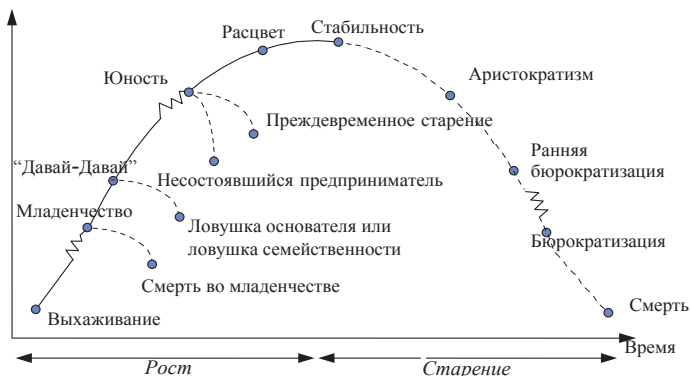 Расцвет
Стабильность
Юность
Аристократизм
Преждевременное старение
Ранняя
бюрократизация
"Давай-Давай"
Несостоявшийся предприниматель
Младенчество
Ловушка основателя или
ловушка семейственности
Бюрократизация
Смерть во младенчестве
Смерть
Выхаживание
Время
Рост
Старение